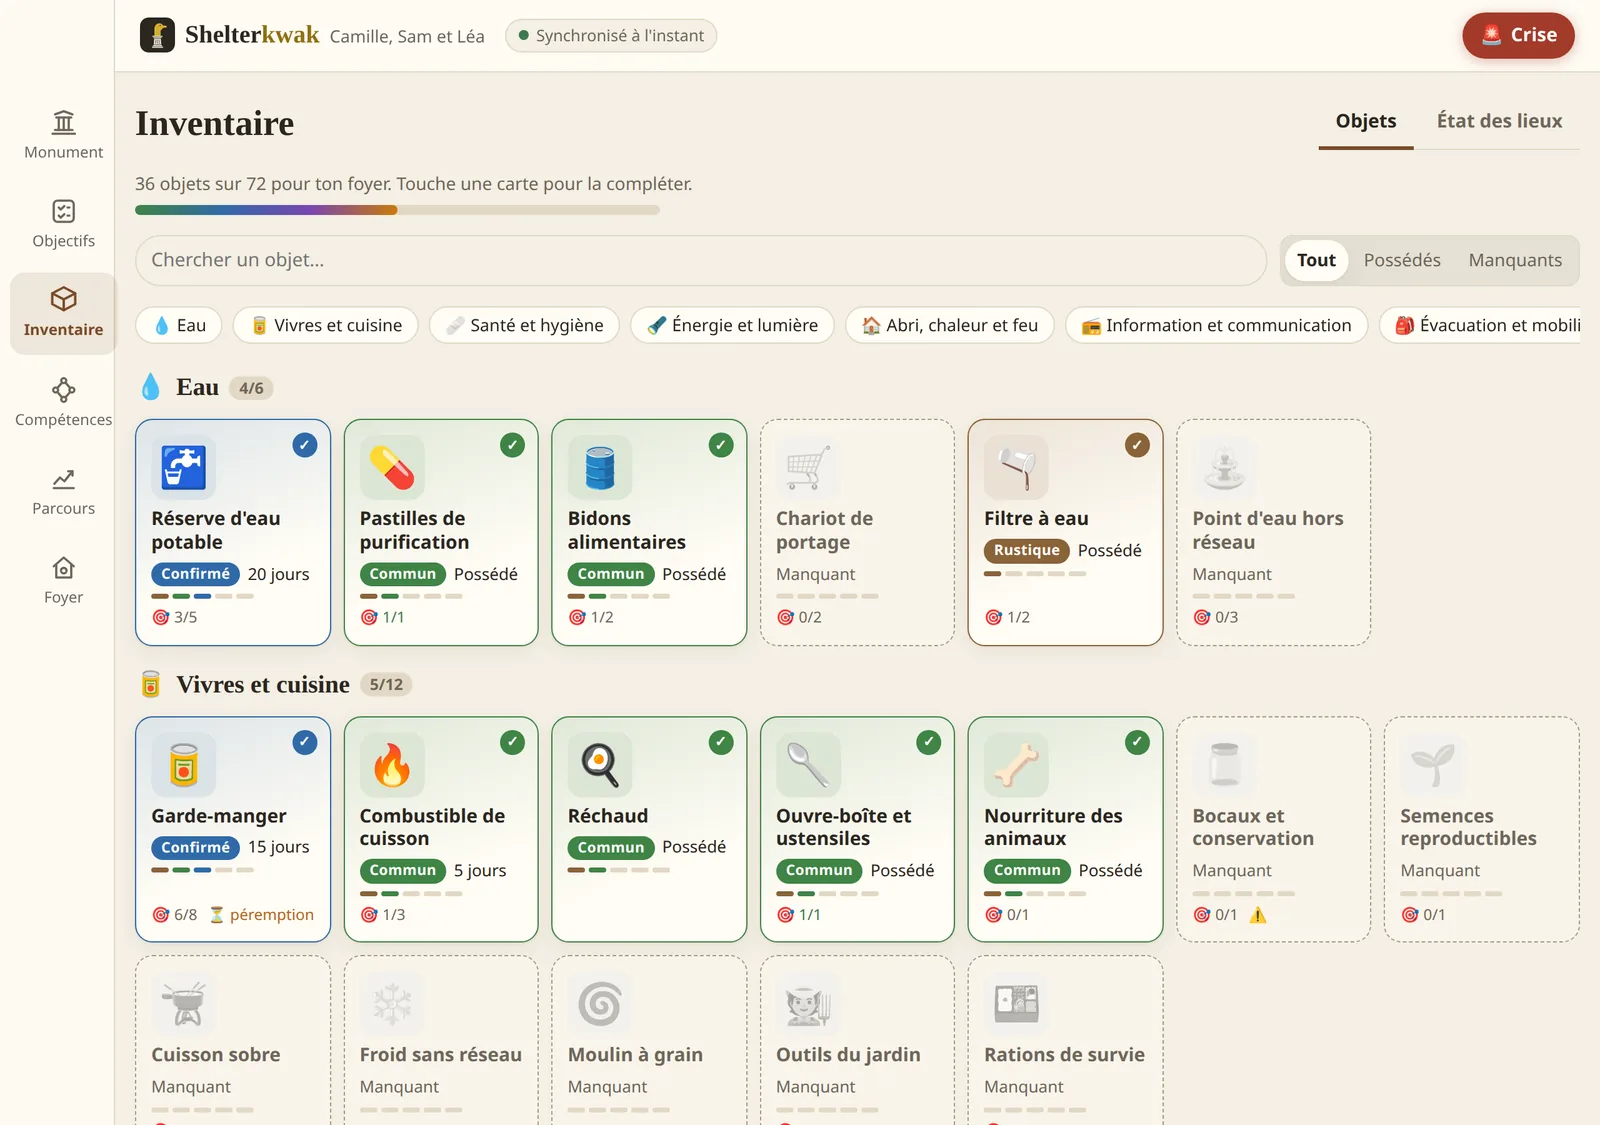 Shelterkwak Camille, Sam et Léa Synchronisé à l'instant
Crise
Monument
Objectifs
Inventaire
Compétences
Parcours
Foyer
Inventaire
Objets État des lieux
36 objets sur 72 pour ton foyer. Touche une carte pour la compléter.
Chercher un objet...
Tout Possédés Manquants
Eau Vivres et cuisine Santé et hygiène Énergie et lumière Abri, chaleur et feu Information et communication Évacuation et mobili
Eau 4/6
Réserve d'eau
potable
Confirmé 20 jours
3/5
Pastilles de
purification
Commun Possédé
1/1
Bidons
alimentaires
Commun Possédé
1/2
Chariot de
portage
Manquant
0/2
Filtre à eau
Rustique Possédé
1/2
Point d'eau hors
réseau
Manquant
0/3
Vivres et cuisine 5/12
Garde-manger
Confirmé 15 jours
6/8 péremption
Combustible de
cuisson
Commun 5 jours
1/3
Réchaud
Commun Possédé
Ouvre-boîte et
ustensiles
Commun Possédé
1/1
Nourriture des
animaux
Commun Possédé
0/1
Bocaux et
conservation
Manquant
0/1
Semences
reproductibles
Manquant
0/1
Cuisson sobre
Manquant
Froid sans réseau
Manquant
Moulin à grain
Manquant
Outils du jardin
Manquant
Rations de survie
Manquant